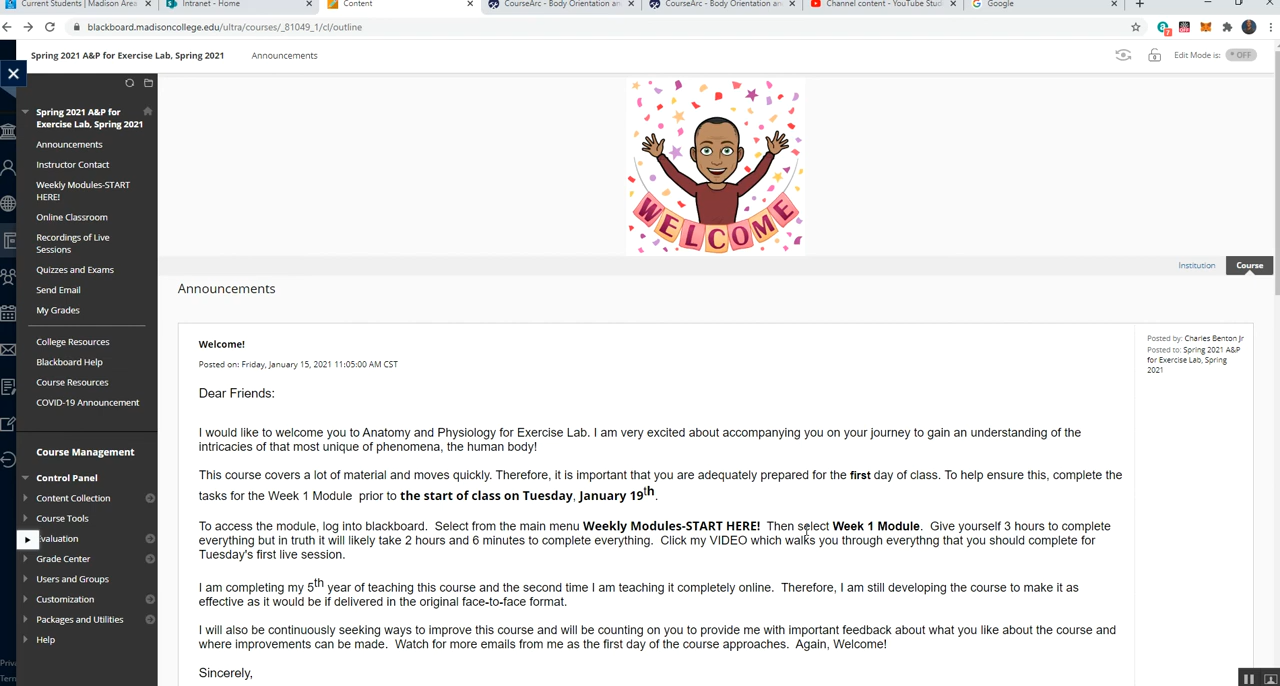 Current Students | Madison Area
Intranet - Home
Content
CourseArc - Body Orientation an
CourseArc - Body Orientation an
Channel content - YouTube Stud
Google
blackboard.madisoncollege.edu/ultra/courses/_81049_1/cl/outline
Spring 2021 A&P for Exercise Lab, Spring 2021
Announcements
Edit Mode is:
OFF
Spring 2021 A&P for
Exercise Lab, Spring 2021
Announcements
Instructor Contact
Weekly Modules-START
HERE!
Online Classroom
Recordings of Live
Sessions
Quizzes and Exams
Send Email
My Grades
College Resources
Blackboard Help
Course Resources
COVID-19 Announcement
Course Management
Control Panel
Content Collection
Course Tools
valuation
Grade Center
Users and Groups
Customization
Packages and Utilities
Help
Priva
Term
WELCOME
Institution
Course
Announcements
Welcome!
Posted on: Friday, January 15, 2021 11:05:00 AM CST
Dear Friends:
I would like to welcome you to Anatomy and Physiology for Exercise Lab. I am very excited about accompanying you on your journey to gain an understanding of the
intricacies of that most unique of phenomena, the human body!
This course covers a lot of material and moves quickly. Therefore, it is important that you are adequately prepared for the first day of class. To help ensure this, complete the
tasks for the Week 1 Module prior to the start of class on Tuesday, January 19th.
To access the module, log into blackboard. Select from the main menu Weekly Modules-START HERE! Then select Week 1 Module. Give yourself 3 hours to complete
everything but in truth it will likely take 2 hours and 6 minutes to complete everything. Click my VIDEO which walks you through everythng that you should complete for
Tuesday's first live session.
I am completing my 5th year of teaching this course and the second time I am teaching it completely online. Therefore, I am still developing the course to make it as
effective as it would be if delivered in the original face-to-face format.
I will also be continuously seeking ways to improve this course and will be counting on you to provide me with important feedback about what you like about the course and
where improvements can be made. Watch for more emails from me as the first day of the course approaches. Again, Welcome!
Sincerely,
Posted by: Charles Benton Jr
Posted to: Spring 2021 A&P
for Exercise Lab, Spring
2021